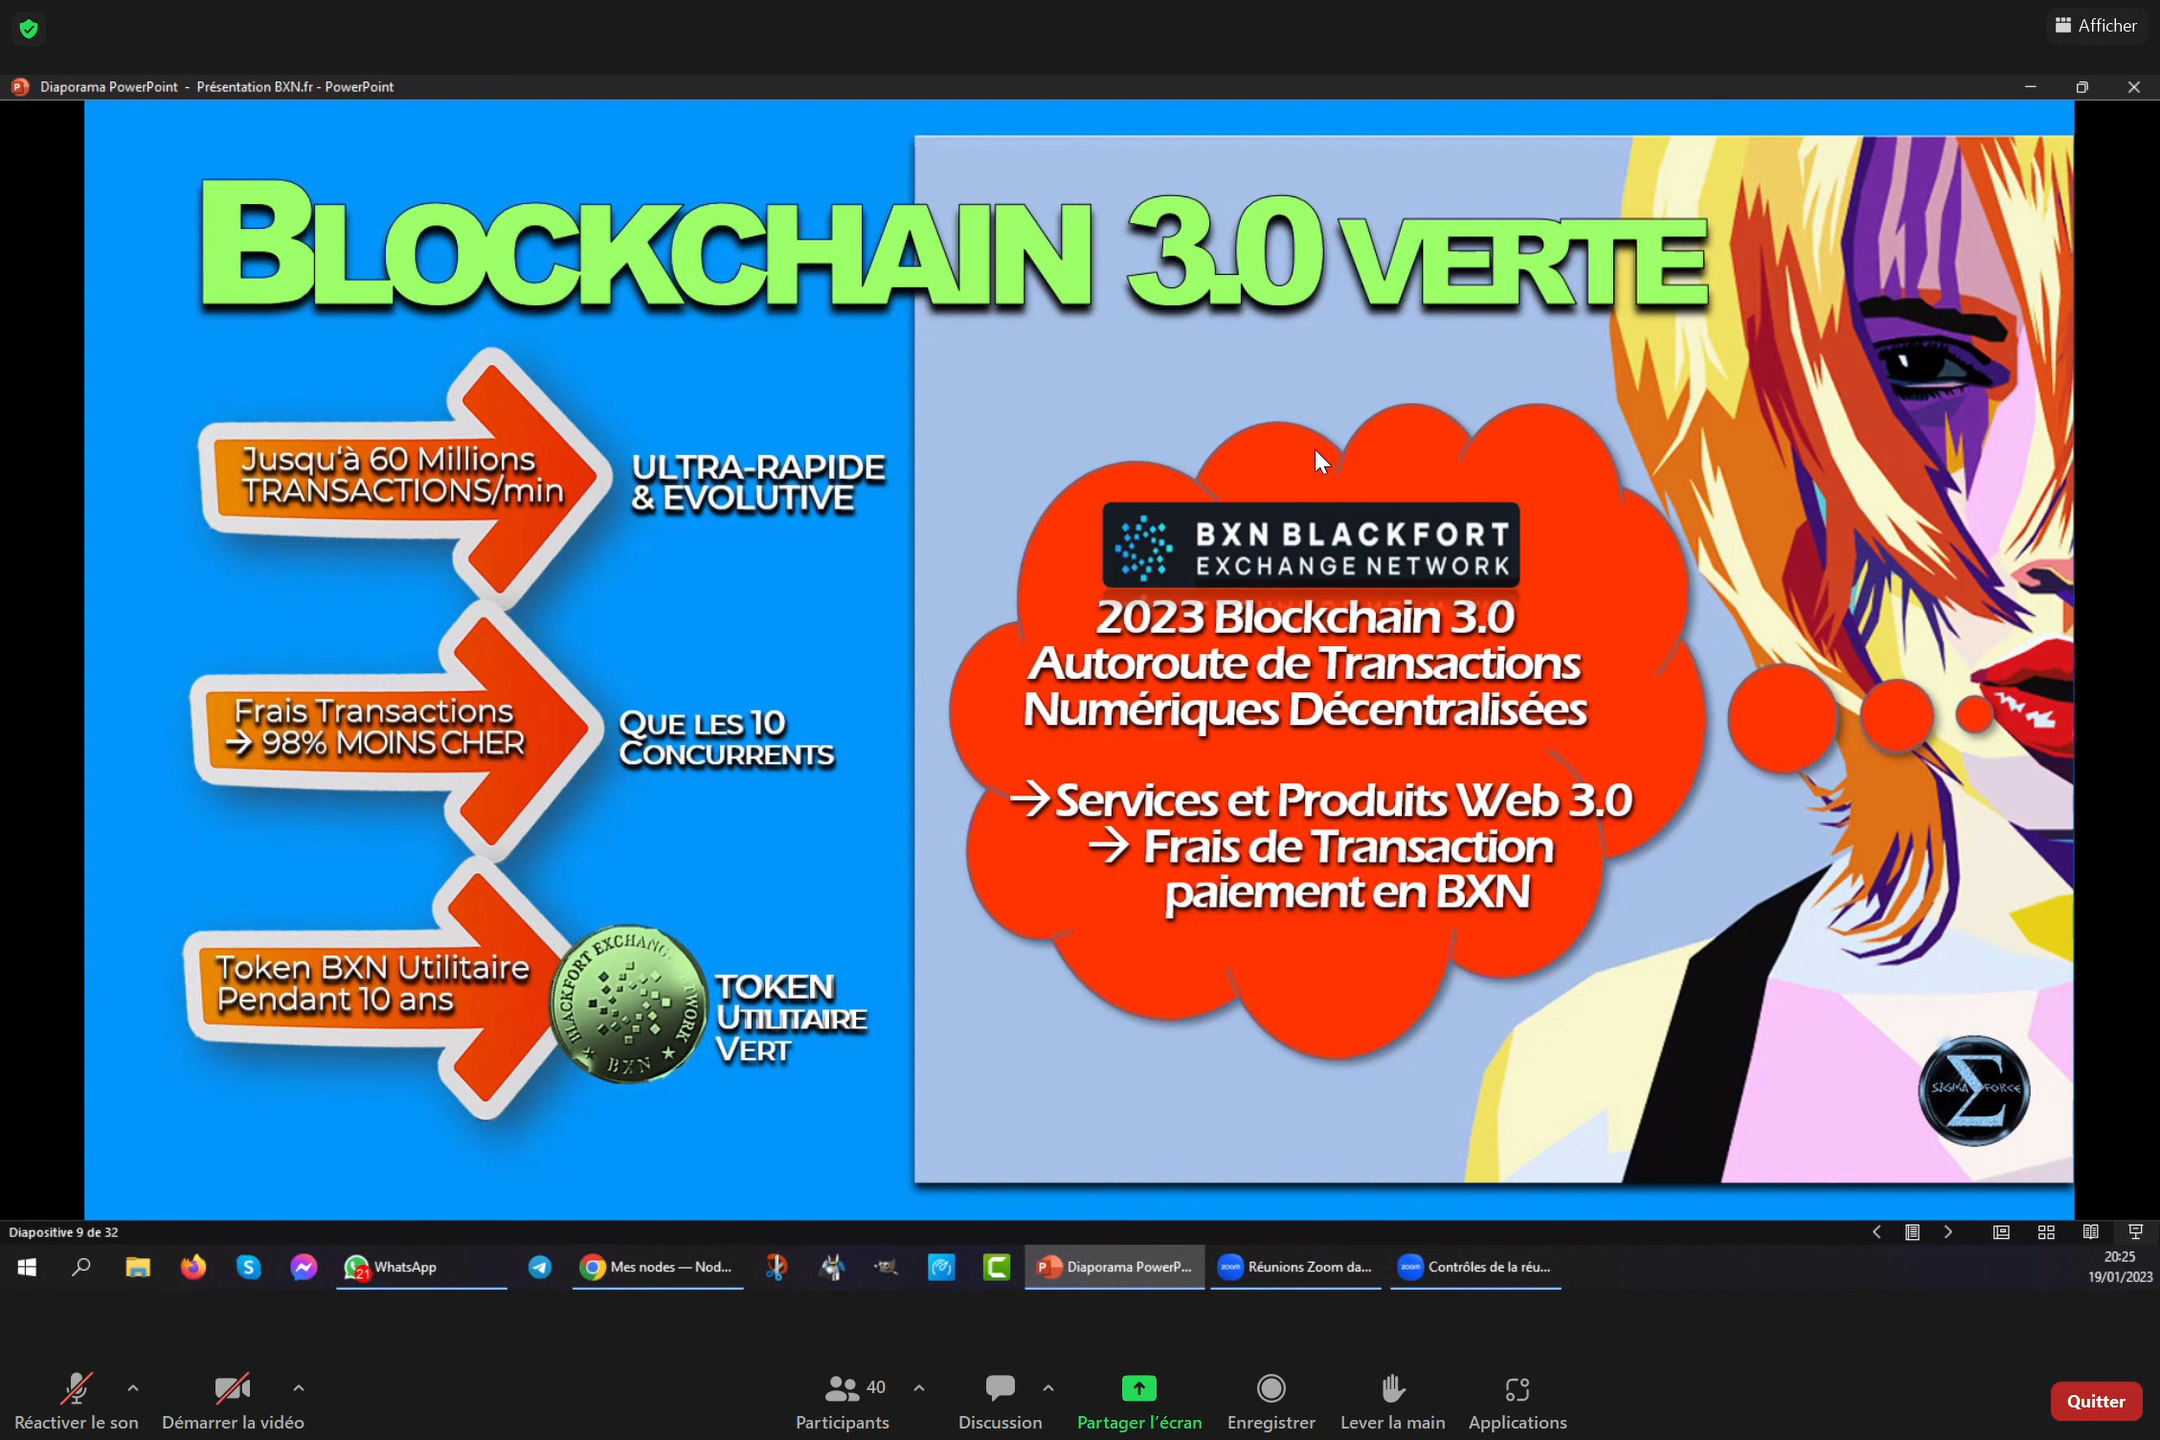 Afficher
Diaporama PowerPoint - Présentation BXN.fr - PowerPoint
BLOCKCHAIN 3.0 VERTE
Jusqu'à 60 Millions
TRANSACTIONS/min
ULTRA-RAPIDE
& EVOLUTIVE
Frais Transactions
→ 98% MOINS CHER
QUE LES 10
CONCURRENTS
Token BXN Utilitaire
Pendant 10 ans
BLACKFORT EXCHANGE NETWORK
BXN
TOKEN
UTILITAIRE
VERT
BXN BLACKFORT
EXCHANGE NETWORK
2023 Blockchain 3.0
Autoroute de Transactions
Numériques Décentralisées
→Services et Produits Web 3.0
→ Frais de Transaction
paiement en BXN
SIGMA FORCE
Diapositive 9 de 32
21
WhatsApp
Mes nodes — Nod...
Diaporama PowerP...
zoom
Réunions Zoom da...
zoom
Contrôles de la réu...
20:25
19/01/2023
40
Réactiver le son
Démarrer la vidéo
Participants
Discussion
Partager l'écran
Enregistrer
Lever la main
Applications
Quitter